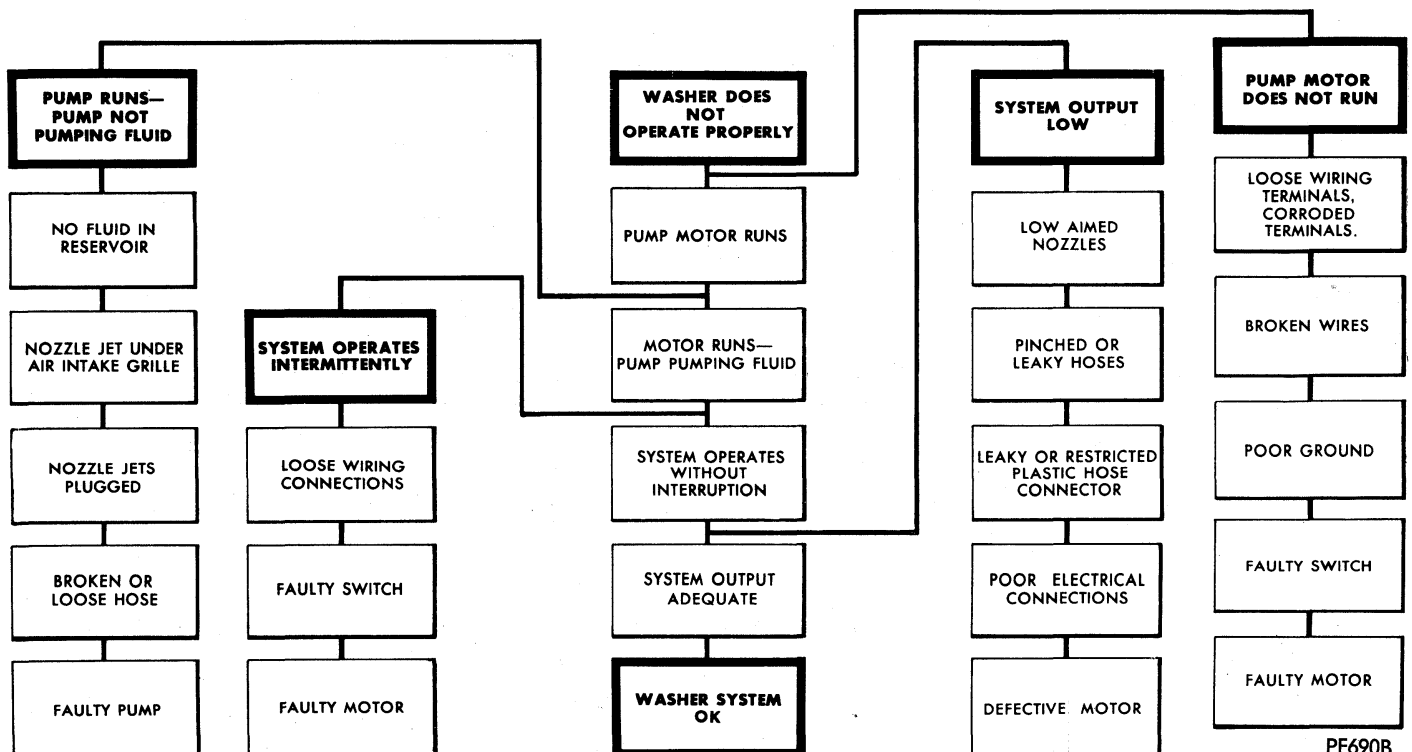 PUMP RUNS—
PUMP NOT
PUMPING FLUID
NO FLUID IN
RESERVOIR
NOZZLE JET UNDER
AIR INTAKE GRILLE
NOZZLE JETS
PLUGGED
BROKEN OR
LOOSE HOSE
FAULTY PUMP
SYSTEM OPERATES
INTERMITTENTLY
LOOSE WIRING
CONNECTIONS
FAULTY SWITCH
FAULTY MOTOR
WASHER DOES
NOT
OPERATE PROPERLY
PUMP MOTOR RUNS
MOTOR RUNS—
PUMP PUMPING FLUID
SYSTEM OPERATES
WITHOUT
INTERRUPTION
SYSTEM OUTPUT
ADEQUATE
WASHER SYSTEM
OK
SYSTEM OUTPUT
LOW
LOW AIMED
NOZZLES
PINCHED OR
LEAKY HOSES
LEAKY OR RESTRICTED
PLASTIC HOSE
CONNECTOR
POOR ELECTRICAL
CONNECTIONS
DEFECTIVE MOTOR
PUMP MOTOR
DOES NOT RUN
LOOSE WIRING
TERMINALS,
CORRODED
TERMINALS.
BROKEN WIRES
POOR GROUND
FAULTY SWITCH
FAULTY MOTOR
PF690B